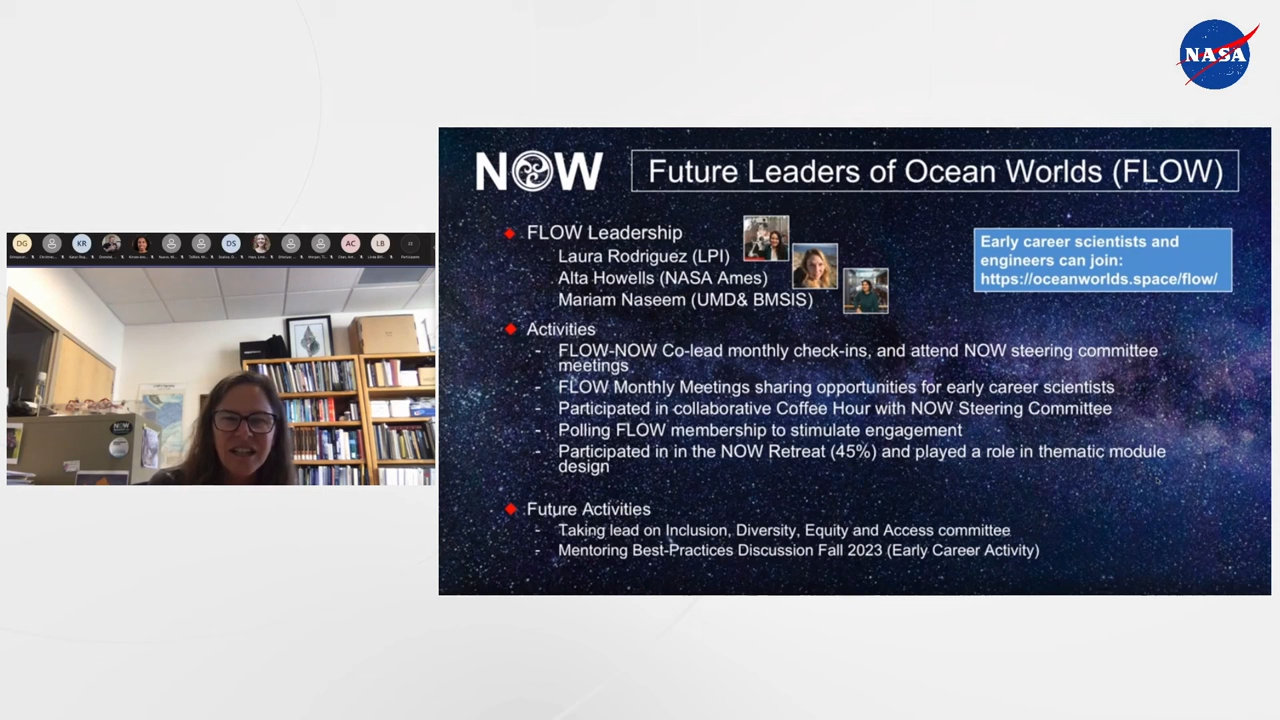 NASA
NOW
Future Leaders of Ocean Worlds (FLOW)
FLOW Leadership
Laura Rodriguez (LPI)
Alta Howells (NASA Ames)
Mariam Naseem (UMD& BMSIS)
Early career scientists and
engineers can join:
https://oceanworlds.space/flow/
Activities
- FLOW-NOW Co-lead monthly check-ins, and attend NOW steering committee
meetings
- FLOW Monthly Meetings sharing opportunities for early career scientists
- Participated in collaborative Coffee Hour with NOW Steering Committee
- Polling FLOW membership to stimulate engagement
- Participated in in the NOW Retreat (45%) and played a role in thematic module
design
Future Activities
- Taking lead on Inclusion, Diversity, Equity and Access committee
- Mentoring Best-Practices Discussion Fall 2023 (Early Career Activity)
DG
KR
DS
AC
LB
NOW